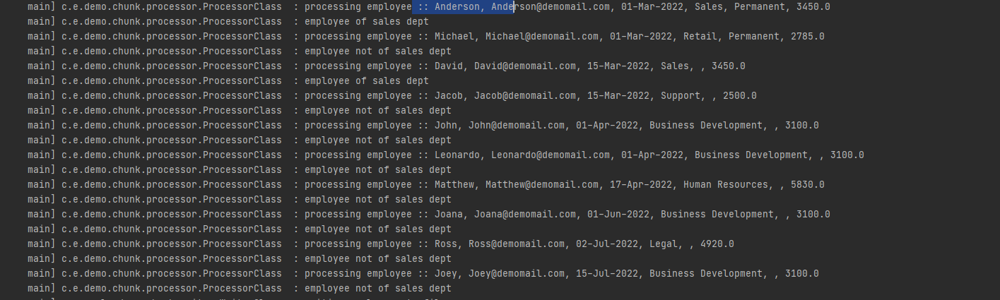 main] c.e.demo.chunk.processor.ProcessorClass : processing employee :: Anderson, Anderson@demomail.com, 01-Mar-2022, Sales, Permanent, 3450.0
main] c.e.demo.chunk.processor.ProcessorClass : employee of sales dept
main] c.e.demo.chunk.processor.ProcessorClass : processing employee :: Michael, Michael@demomail.com, 01-Mar-2022, Retail, Permanent, 2785.0
main] c.e.demo.chunk.processor.ProcessorClass : employee not of sales dept
main] c.e.demo.chunk.processor.ProcessorClass : processing employee :: David, David@demomail.com, 15-Mar-2022, Sales, , 3450.0
main] c.e.demo.chunk.processor.ProcessorClass : employee of sales dept
main] c.e.demo.chunk.processor.ProcessorClass : processing employee :: Jacob, Jacob@demomail.com, 15-Mar-2022, Support, , 2500.0
main] c.e.demo.chunk.processor.ProcessorClass : employee not of sales dept
main] c.e.demo.chunk.processor.ProcessorClass : processing employee :: John, John@demomail.com, 01-Apr-2022, Business Development, , 3100.0
main] c.e.demo.chunk.processor.ProcessorClass : employee not of sales dept
main] c.e.demo.chunk.processor.ProcessorClass : processing employee :: Leonardo, Leonardo@demomail.com, 01-Apr-2022, Business Development, , 3100.0
main] c.e.demo.chunk.processor.ProcessorClass : employee not of sales dept
main] c.e.demo.chunk.processor.ProcessorClass : processing employee :: Matthew, Matthew@demomail.com, 17-Apr-2022, Human Resources, , 5830.0
main] c.e.demo.chunk.processor.ProcessorClass : employee not of sales dept
main] c.e.demo.chunk.processor.ProcessorClass : processing employee :: Joana, Joana@demomail.com, 01-Jun-2022, Business Development, , 3100.0
main] c.e.demo.chunk.processor.ProcessorClass : employee not of sales dept
main] c.e.demo.chunk.processor.ProcessorClass : processing employee :: Ross, Ross@demomail.com, 02-Jul-2022, Legal, , 4920.0
main] c.e.demo.chunk.processor.ProcessorClass : employee not of sales dept
main] c.e.demo.chunk.processor.ProcessorClass : processing employee :: Joey, Joey@demomail.com, 15-Jul-2022, Business Development, , 3100.0
main] c.e.demo.chunk.processor.ProcessorClass : employee not of sales dept